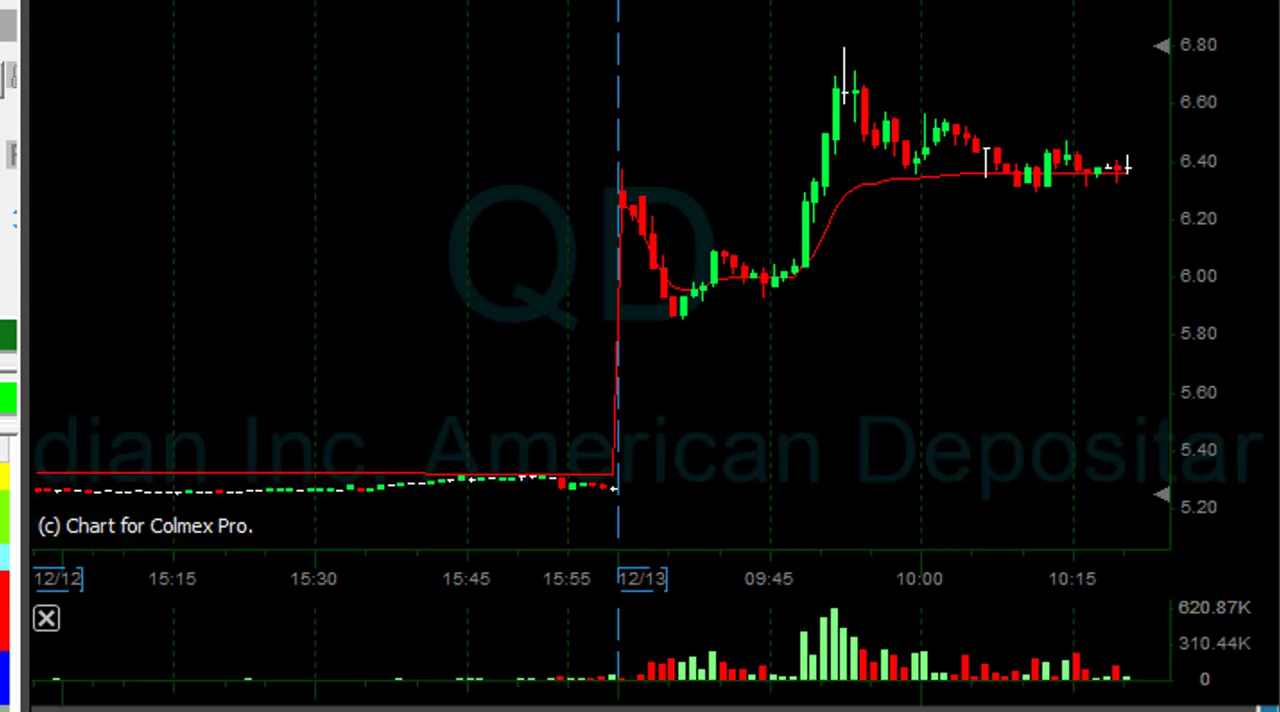 6.80
6.60
QD
6.40
6.20
6.00
5.80
5.60
dian Inc. American Depositar
5.40
5.20
(c) Chart for Colmex Pro.
12/12 15:15 15:30 15:45 15:55 12/13 09:45 10:00 10:15
620.87K
310.44K
0